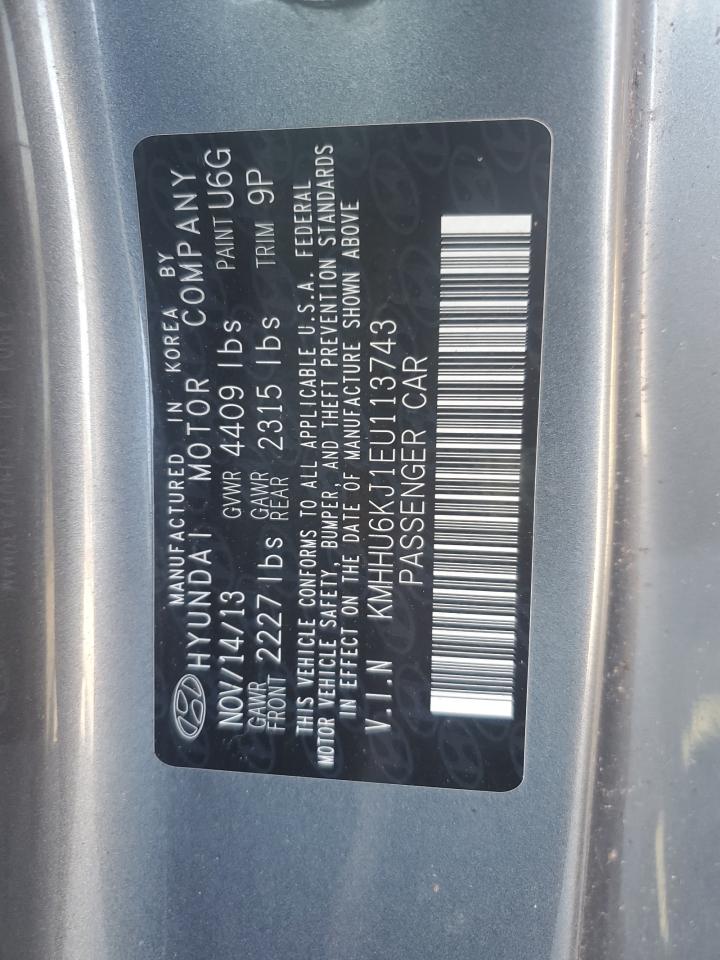 MANUFACTURED IN KOREA BY
HYUNDAI MOTOR COMPANY
NOV/14/13 GVWR 4409 lbs PAINT U6G
GAWR FRONT 2227 lbs GAWR REAR 2315 lbs TRIM 9P
THIS VEHICLE CONFORMS TO ALL APPLICABLE U.S.A. FEDERAL
MOTOR VEHICLE SAFETY, BUMPER, AND THEFT PREVENTION STANDARDS
IN EFFECT ON THE DATE OF MANUFACTURE SHOWN ABOVE
V.I.N KMHHU6KJ1EU113743
PASSENGER CAR